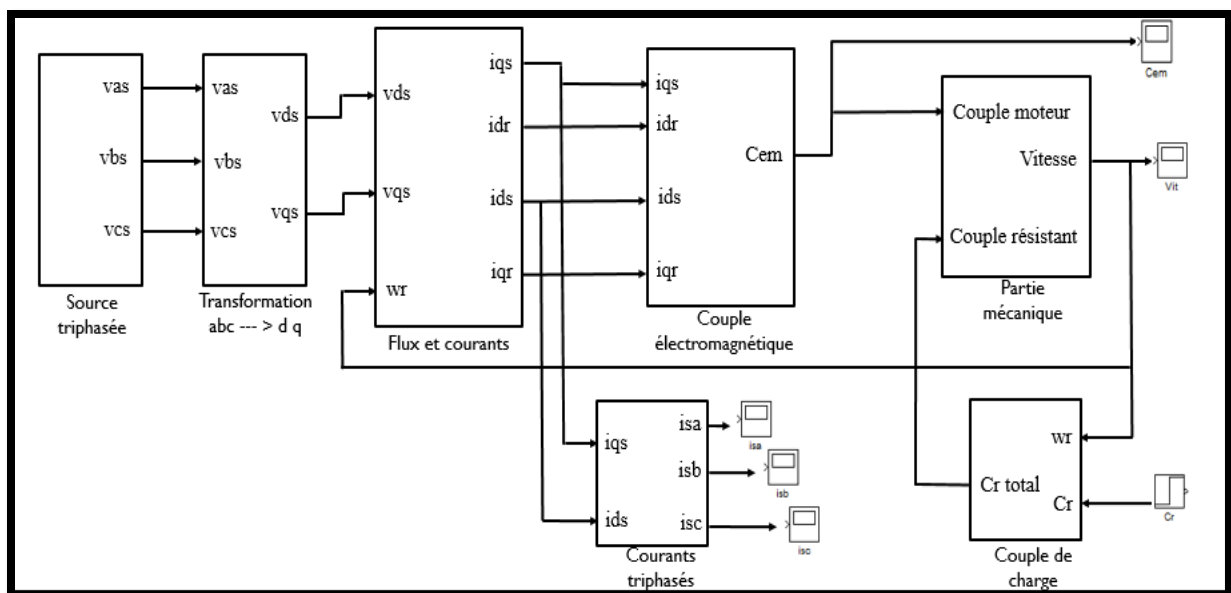 vas
vbs
vcs
Source
triphasée
vas
vbs
vcs
vds
vqs
Transformation
abc --- > d q
vds
vqs
wr
iqs
idr
ids
iqr
Flux et courants
iqs
idr
ids
iqr
Cem
Couple
électromagnétique
Cem
Couple moteur
Vitesse
Couple résistant
Partie
mécanique
Vit
iqs
ids
isa
isb
isc
Courants
triphasés
isa
isb
isc
wr
Cr total
Cr
Couple de
charge
Cr